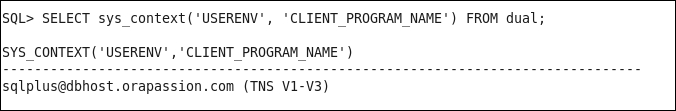 SQL> SELECT sys_context('USERENV', 'CLIENT_PROGRAM_NAME') FROM dual;
SYS_CONTEXT('USERENV','CLIENT_PROGRAM_NAME')
--------------------------------------------------------------------------------
sqlplus@dbhost.orapassion.com (TNS V1-V3)